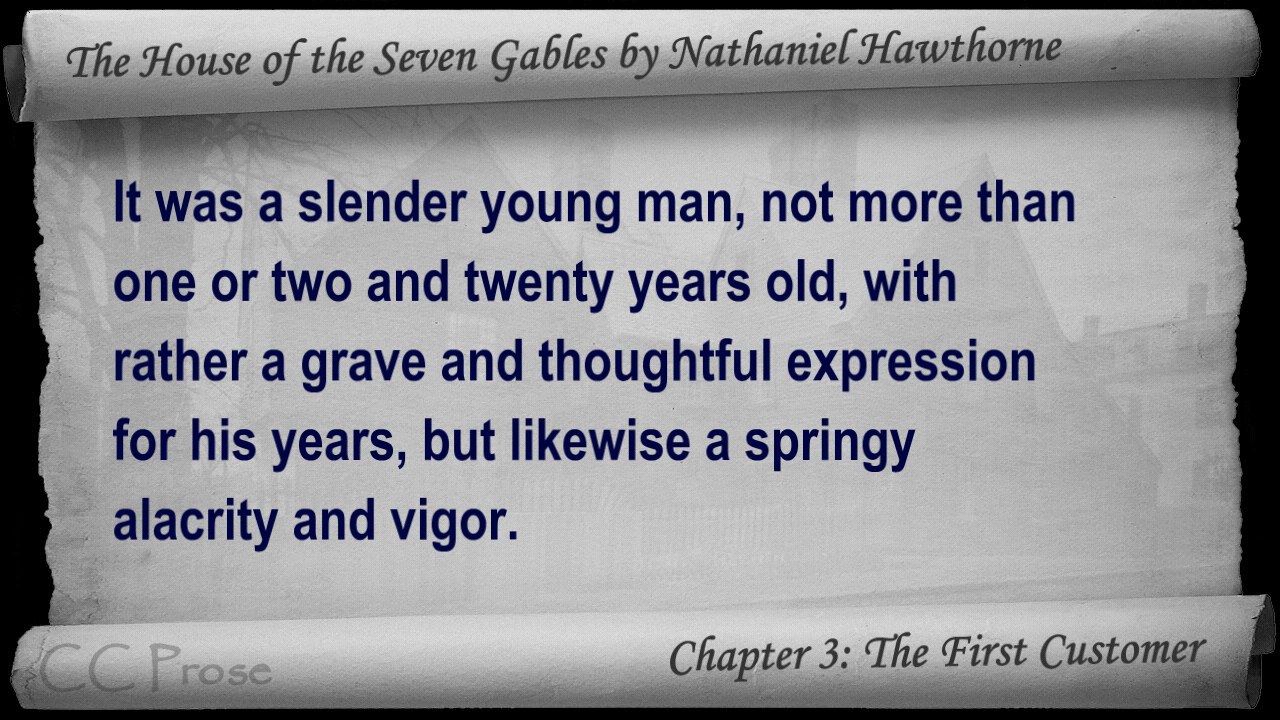 The House of the Seven Gables by Nathaniel Hawthorne
It was a slender young man, not more than
one or two and twenty years old, with
rather a grave and thoughtful expression
for his years, but likewise a springy
alacrity and vigor.
CC Prose
Chapter 3: The First Customer